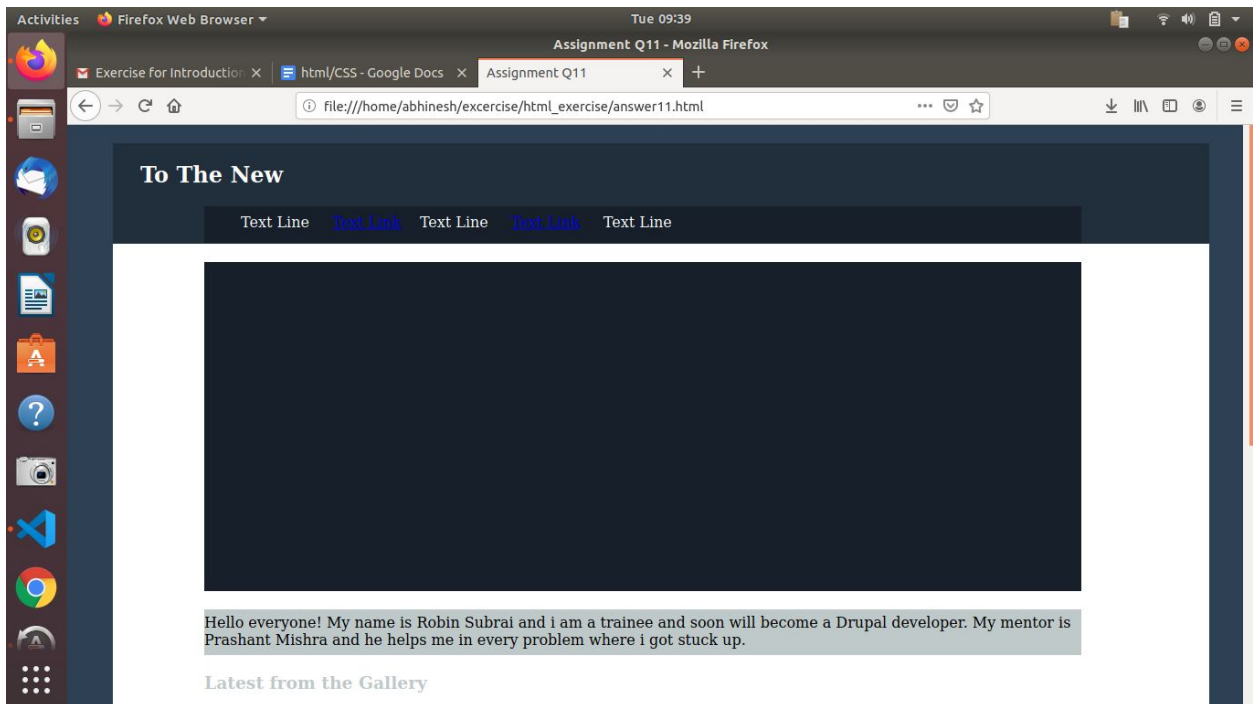 Activities Firefox Web Browser Tue 09:39
Assignment Q11 - Mozilla Firefox
Exercise for Introduction html/CSS - Google Docs Assignment Q11
file:///home/abhinesh/excercise/html_exercise/answer11.html
To The New
Text Line Text Link Text Line Text Link Text Line
Hello everyone! My name is Robin Subrai and i am a trainee and soon will become a Drupal developer. My mentor is
Prashant Mishra and he helps me in every problem where i got stuck up.
Latest from the Gallery